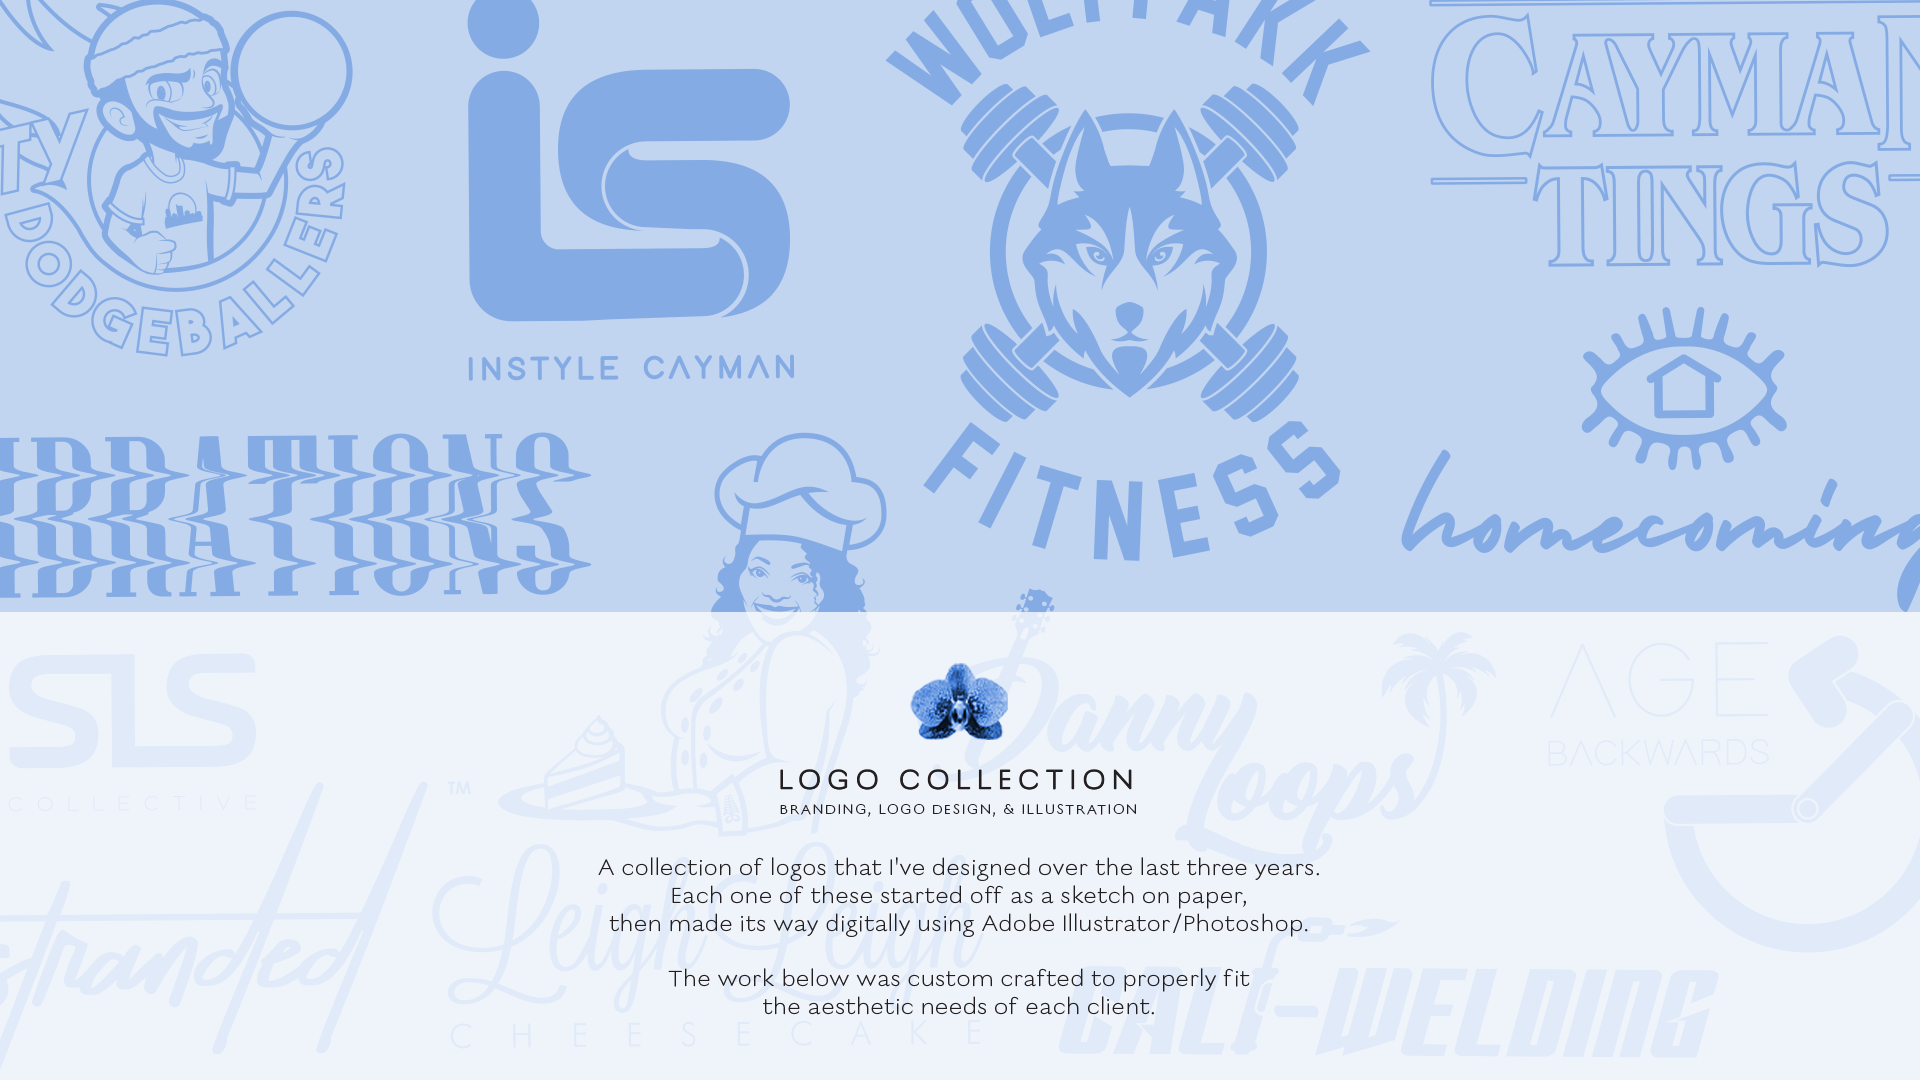 WOLFPAKK
CAYMAN
TINGS
TY
DODGEBALLERS
is
INSTYLE CAYMAN
FITNESS
IBRATIONS
homecoming
SLS
COLLECTIVE
Danny
Loops
AGE
BACKWARDS
TM
LOGO COLLECTION
BRANDING, LOGO DESIGN, & ILLUSTRATION
A collection of logos that I've designed over the last three years.
Each one of these started off as a sketch on paper,
then made its way digitally using Adobe Illustrator/Photoshop.
stranded
Leigh Leigh
CHEESECAKE
The work below was custom crafted to properly fit
the aesthetic needs of each client.
CALI-WELDING